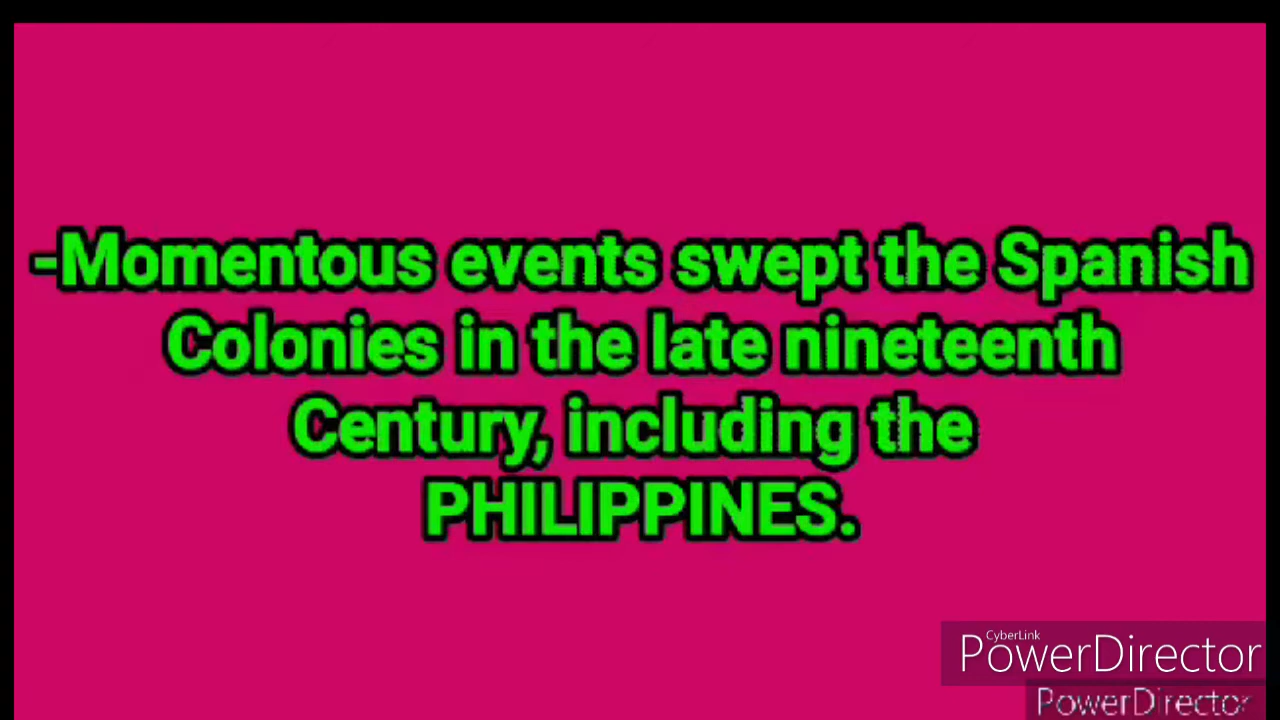 -Momentous events swept the Spanish
Colonies in the late nineteenth
Century, including the
PHILIPPINES.
CyberLink
PowerDirector
PowerDirector